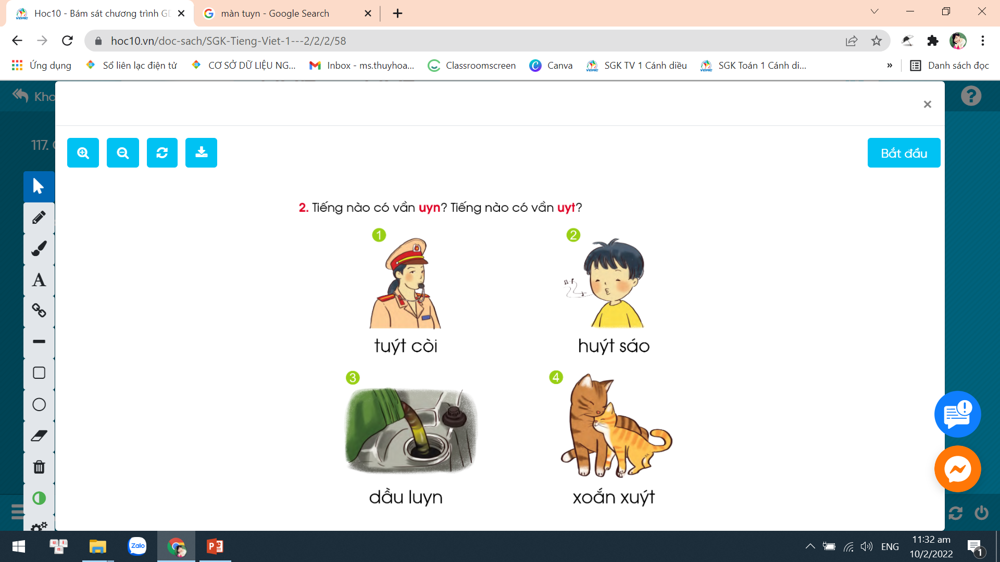 Hoc10 - Bám sát chương trình GD
màn tuyn - Google Search
hoc10.vn/doc-sach/SGK-Tieng-Viet-1---2/2/2/58
Ứng dụng
Sổ liên lạc điện tử
CƠ SỞ DỮ LIỆU NG...
Inbox - ms.thuyhoa...
Classroomscreen
Canva
SGK TV 1 Cánh diều
SGK Toán 1 Cánh di...
»
Danh sách đọc
Kho
117.
Bắt đầu
2. Tiếng nào có vần uyn? Tiếng nào có vần uyt?
1
2
tuýt còi
huýt sáo
3
4
dầu luyn
xoắn xuýt
A
Zalo
ENG
11:32 am
10/2/2022
1